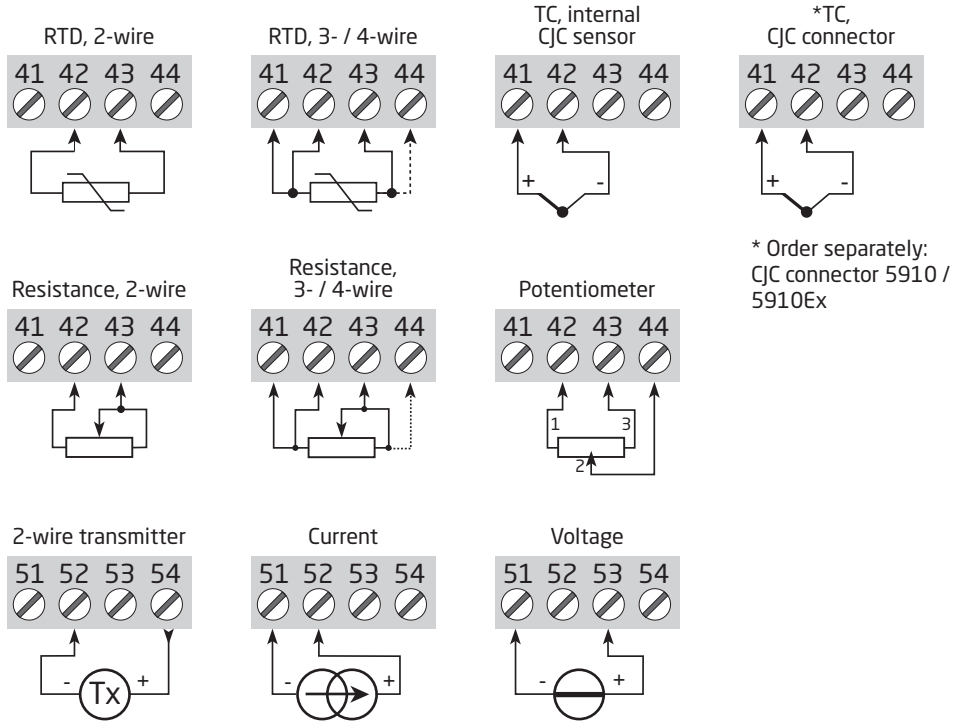 RTD, 2-wire
41 42 43 44
RTD, 3- / 4-wire
41 42 43 44
TC, internal
CJC sensor
41 42 43 44
+ -
*TC,
CJC connector
41 42 43 44
+ -
* Order separately:
CJC connector 5910 /
5910Ex
Resistance, 2-wire
41 42 43 44
Resistance,
3- / 4-wire
41 42 43 44
Potentiometer
41 42 43 44
1 3
2
2-wire transmitter
51 52 53 54
- Tx +
Current
51 52 53 54
- +
Voltage
51 52 53 54
- +